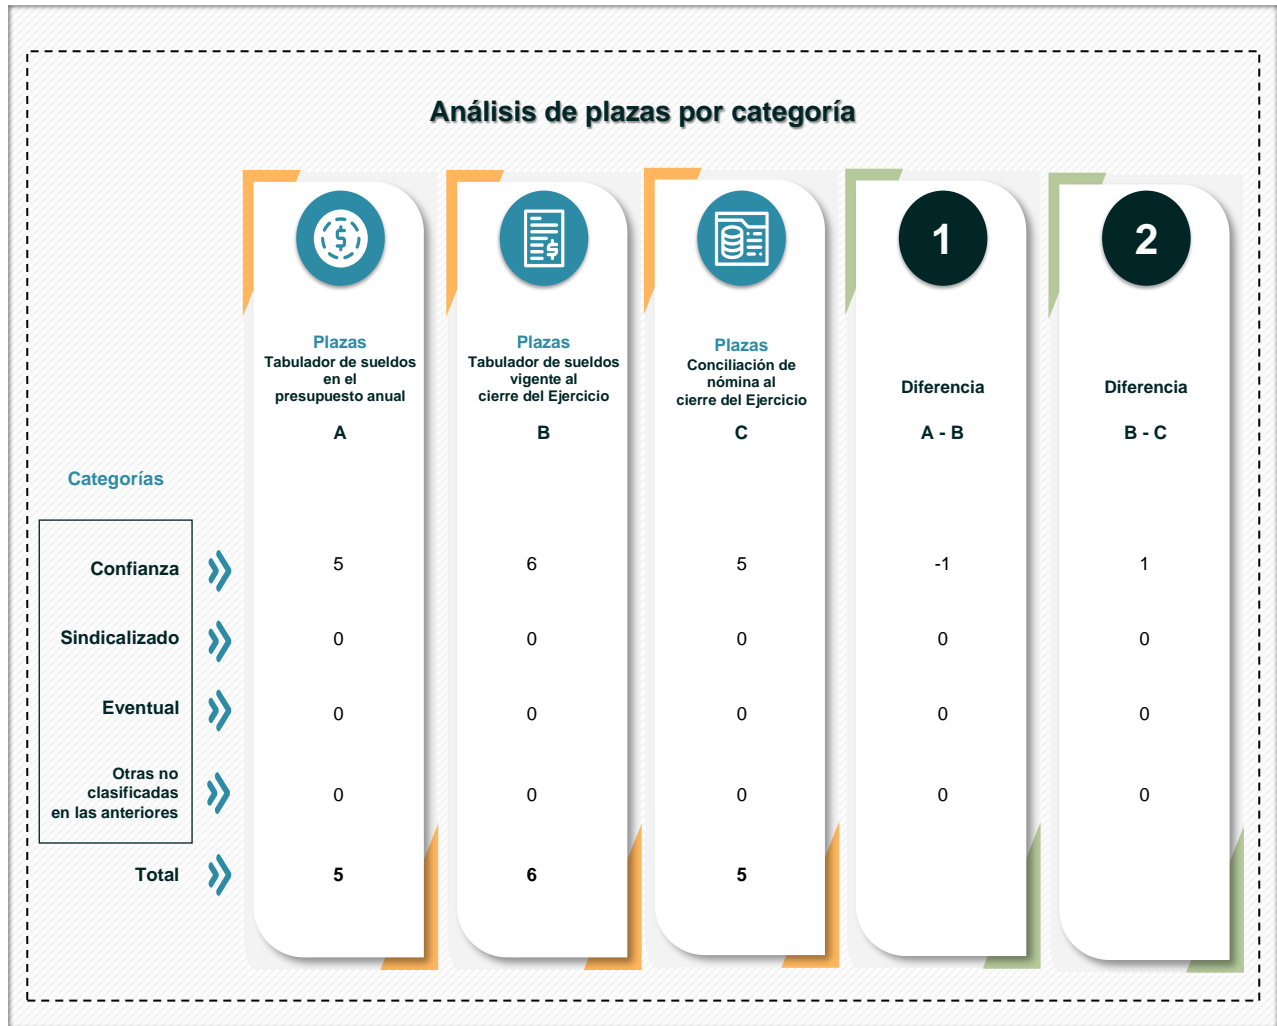 Análisis de plazas por categoría
1
2
Plazas
Tabulador de sueldos
en el
presupuesto anual
A
Plazas
Tabulador de sueldos
vigente al
cierre del Ejercicio
B
Plazas
Conciliación de
nómina al
cierre del Ejercicio
C
Diferencia
A - B
Diferencia
B - C
Categorías
Confianza 5 6 5 -1 1
Sindicalizado 0 0 0 0 0
Eventual 0 0 0 0 0
Otras no
clasificadas
en las anteriores 0 0 0 0 0
Total 5 6 5